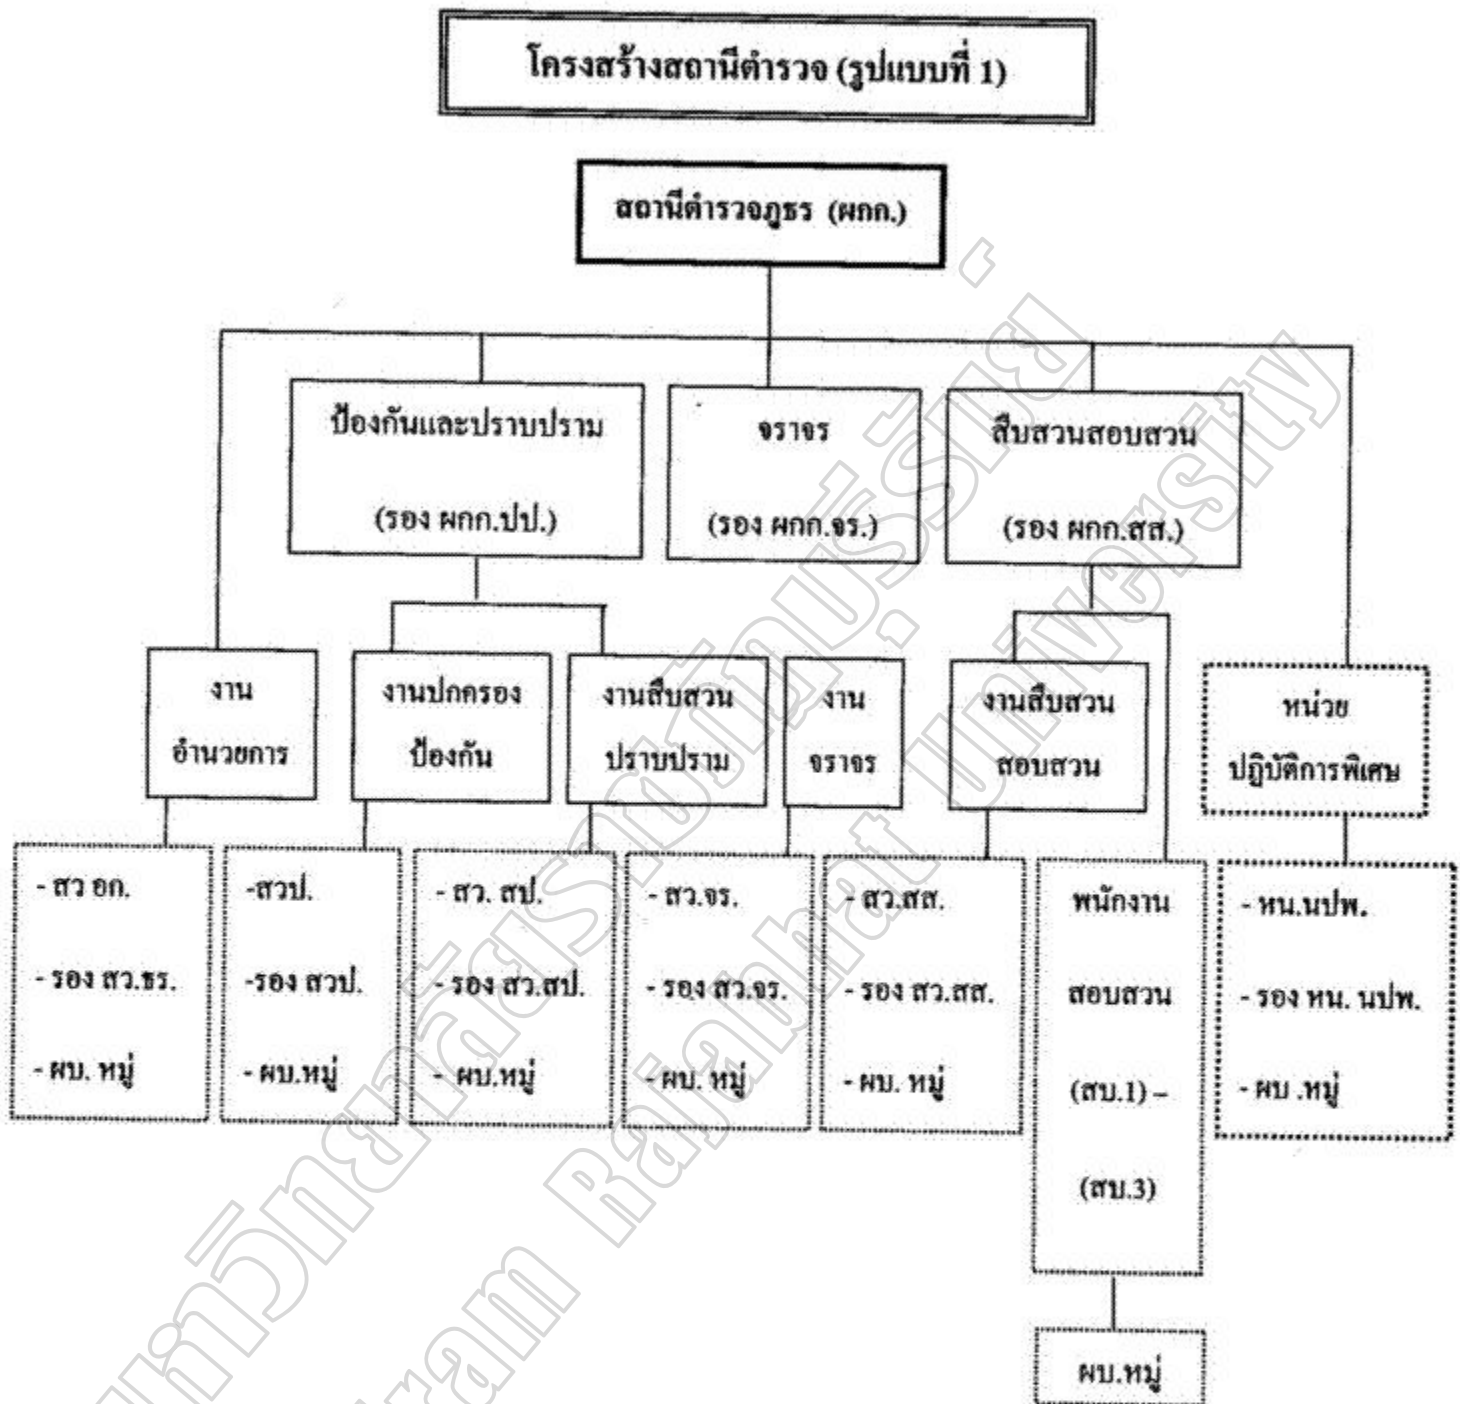 โครงสร้างสถานีตำรวจ (รูปแบบที่ 1)
สถานีตำรวจภูธร (ผกก.)
ป้องกันและปราบปราม
(รอง ผกก.ปป.)
จราจร
(รอง ผกก.จร.)
สืบสวนสอบสวน
(รอง ผกก.สส.)
งาน
อำนวยการ
งานปกครอง
ป้องกัน
งานสืบสวน
ปราบปราม
งาน
จราจร
งานสืบสวน
สอบสวน
หน่วย
ปฏิบัติการพิเศษ
- สว อก.
- รอง สว.ธร.
- ผบ. หมู่
-สวป.
-รอง สวป.
- ผบ.หมู่
- สว. สป.
- รอง สว.สป.
- ผบ.หมู่
- สว.จร.
- รอง สว.จร.
- ผบ. หมู่
- สว.สส.
- รอง สว.สส.
- ผบ. หมู่
พนักงาน
สอบสวน
(สบ.1) –
(สบ.3)
- หน.นปพ.
- รอง หน. นปพ.
- ผบ .หมู่
ผบ.หมู่
Rajabhat University